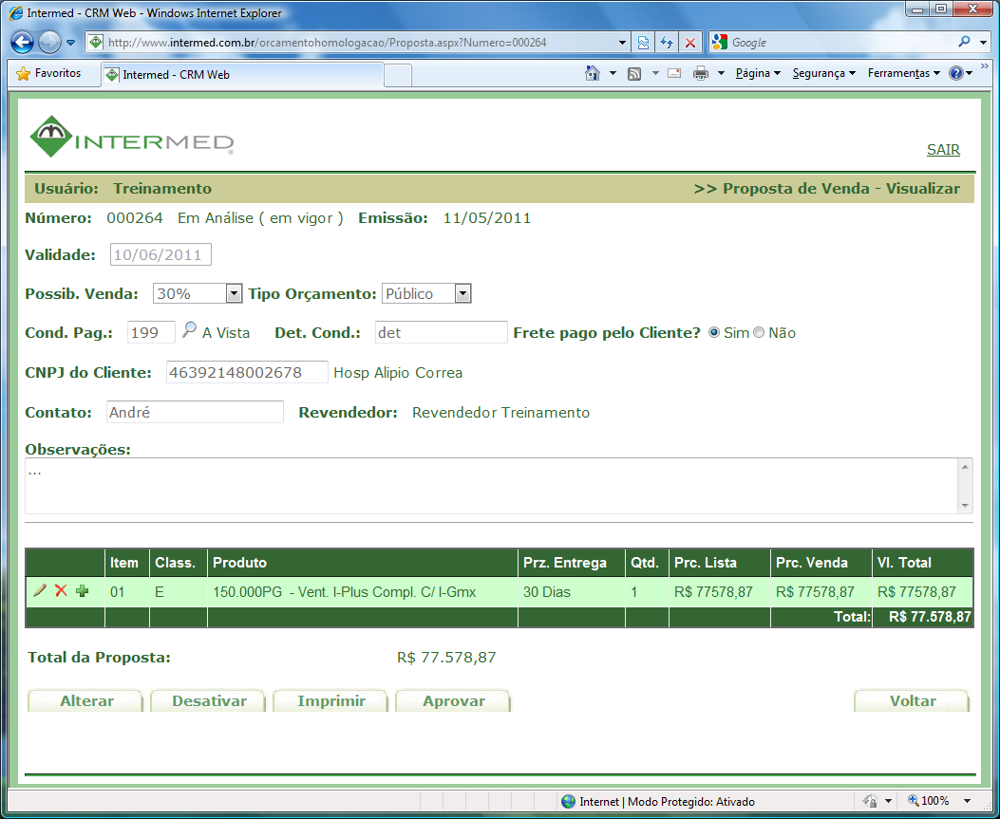 Intermed - CRM Web - Windows Internet Explorer
http://www.intermed.com.br/orcamentohomologacao/Proposta.aspx?Numero=000264
Google
Favoritos
Intermed - CRM Web
Página
Segurança
Ferramentas
INTERMED®
SAIR
Usuário: Treinamento >> Proposta de Venda - Visualizar
Número: 000264 Em Análise ( em vigor ) Emissão: 11/05/2011
Validade: 10/06/2011
Possib. Venda: 30% Tipo Orçamento: Público
Cond. Pag.: 199 A Vista Det. Cond.: det Frete pago pelo Cliente? Sim Não
CNPJ do Cliente: 46392148002678 Hosp Alipio Correa
Contato: André Revendedor: Revendedor Treinamento
Observações:
...
Item Class. Produto Prz. Entrega Qtd. Prc. Lista Prc. Venda Vl. Total
01 E 150.000PG - Vent. I-Plus Compl. C/ I-Gmx 30 Dias 1 R$ 77578,87 R$ 77578,87 R$ 77578,87
Total: R$ 77.578,87
Total da Proposta: R$ 77.578,87
Alterar Desativar Imprimir Aprovar Voltar
Internet | Modo Protegido: Ativado
100%